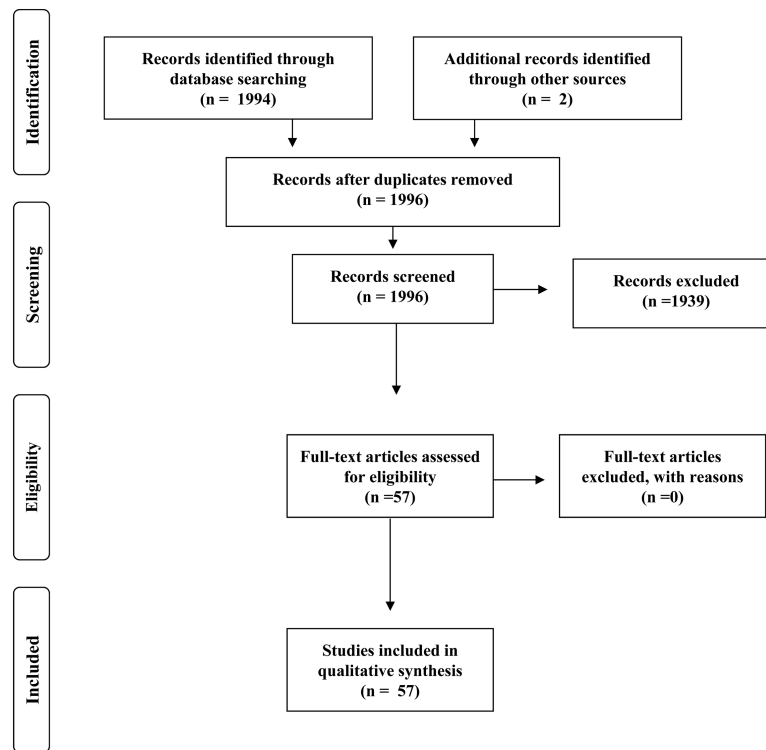 Identification
Records identified through
database searching
(n = 1994)
Additional records identified
through other sources
(n = 2)
Records after duplicates removed
(n = 1996)
Screening
Records screened
(n = 1996)
Records excluded
(n =1939)
Eligibility
Full-text articles assessed
for eligibility
(n =57)
Full-text articles
excluded, with reasons
(n =0)
Included
Studies included in
qualitative synthesis
(n = 57)